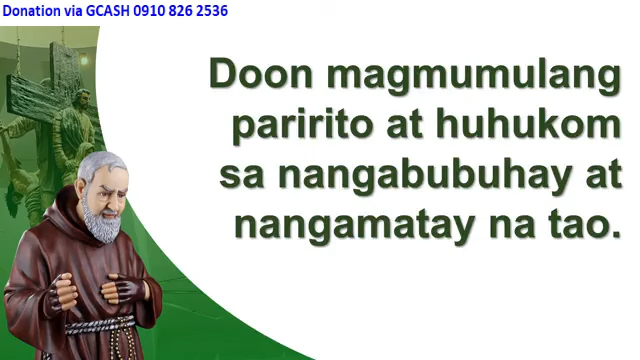 Donation via GCASH 0910 826 2536
Doon magmumulang
paririto at huhukom
sa nangabubuhay at
nangamatay na tao.